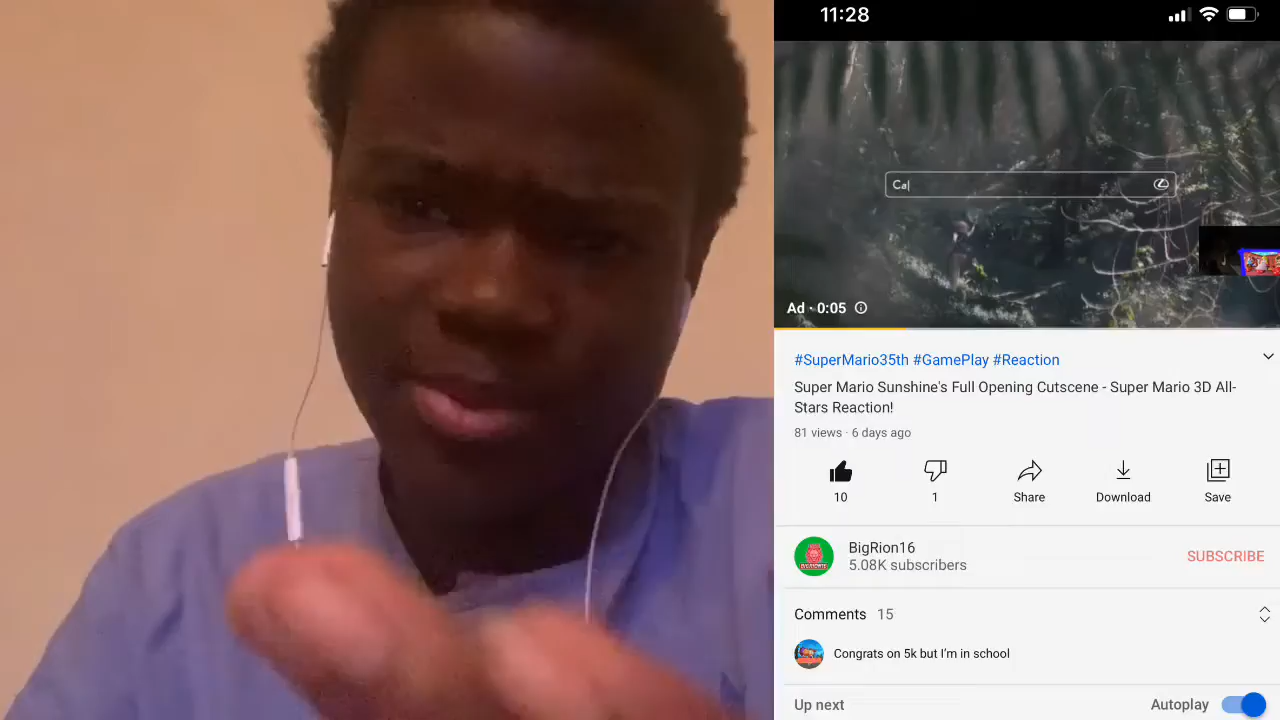 11:28
Ca
Ad · 0:05
#SuperMario35th #GamePlay #Reaction
Super Mario Sunshine's Full Opening Cutscene - Super Mario 3D All-
Stars Reaction!
81 views · 6 days ago
10
1
Share
Download
Save
BigRion16
5.08K subscribers
SUBSCRIBE
Comments 15
Congrats on 5k but I'm in school
Up next
Autoplay